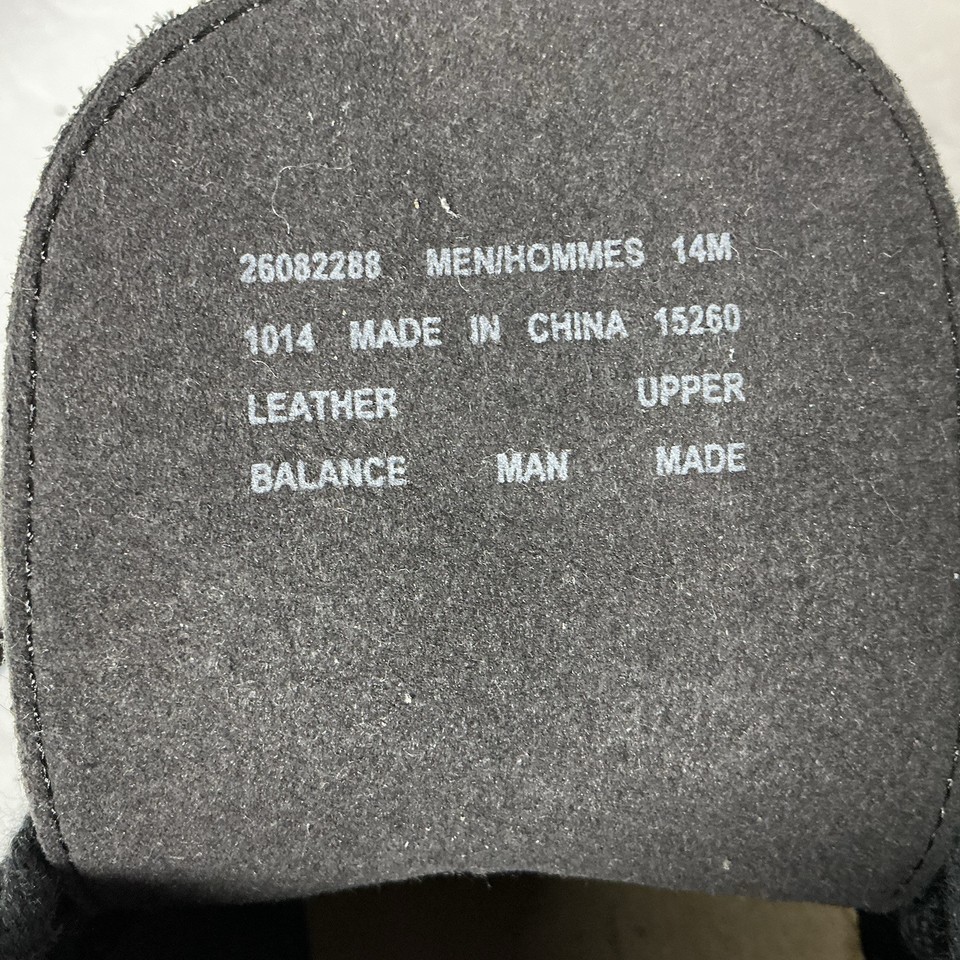 26082288 MEN/HOMMES 14M
1014 MADE IN CHINA 15260
LEATHER UPPER
BALANCE MAN MADE